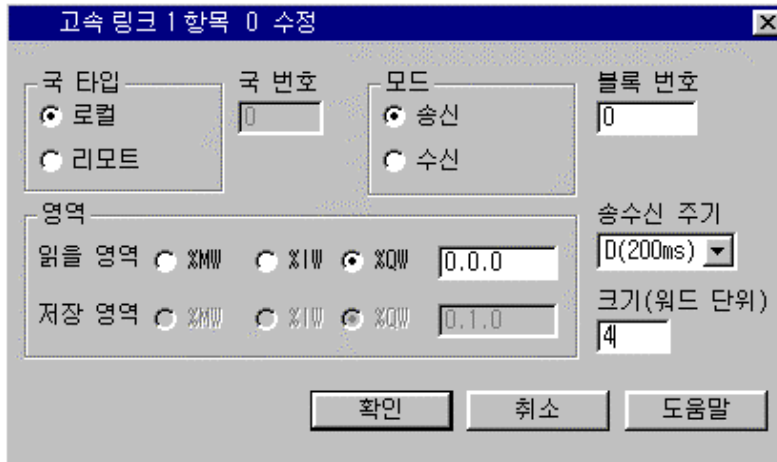 고속 링크 1 항목 0 수정
국 타입
국 번호
모드
블록 번호
로컬
0
송신
0
리모트
수신
영역
송수신 주기
읽을 영역 %MW %IW %QW 0.0.0
D(200ms)
저장 영역 %MW %IW %QW 0.1.0
크기(워드 단위)
4
확인
취소
도움말